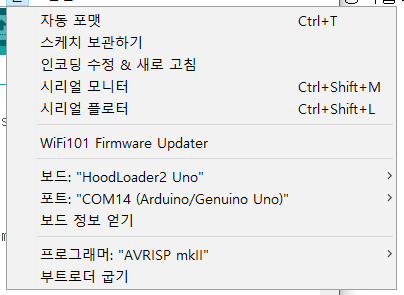 자동 포맷 Ctrl+T
스케치 보관하기
인코딩 수정 & 새로 고침
시리얼 모니터 Ctrl+Shift+M
시리얼 플로터 Ctrl+Shift+L
WiFi101 Firmware Updater
보드: "HoodLoader2 Uno"
포트: "COM14 (Arduino/Genuino Uno)"
보드 정보 얻기
프로그래머: "AVRISP mkII"
부트로더 굽기